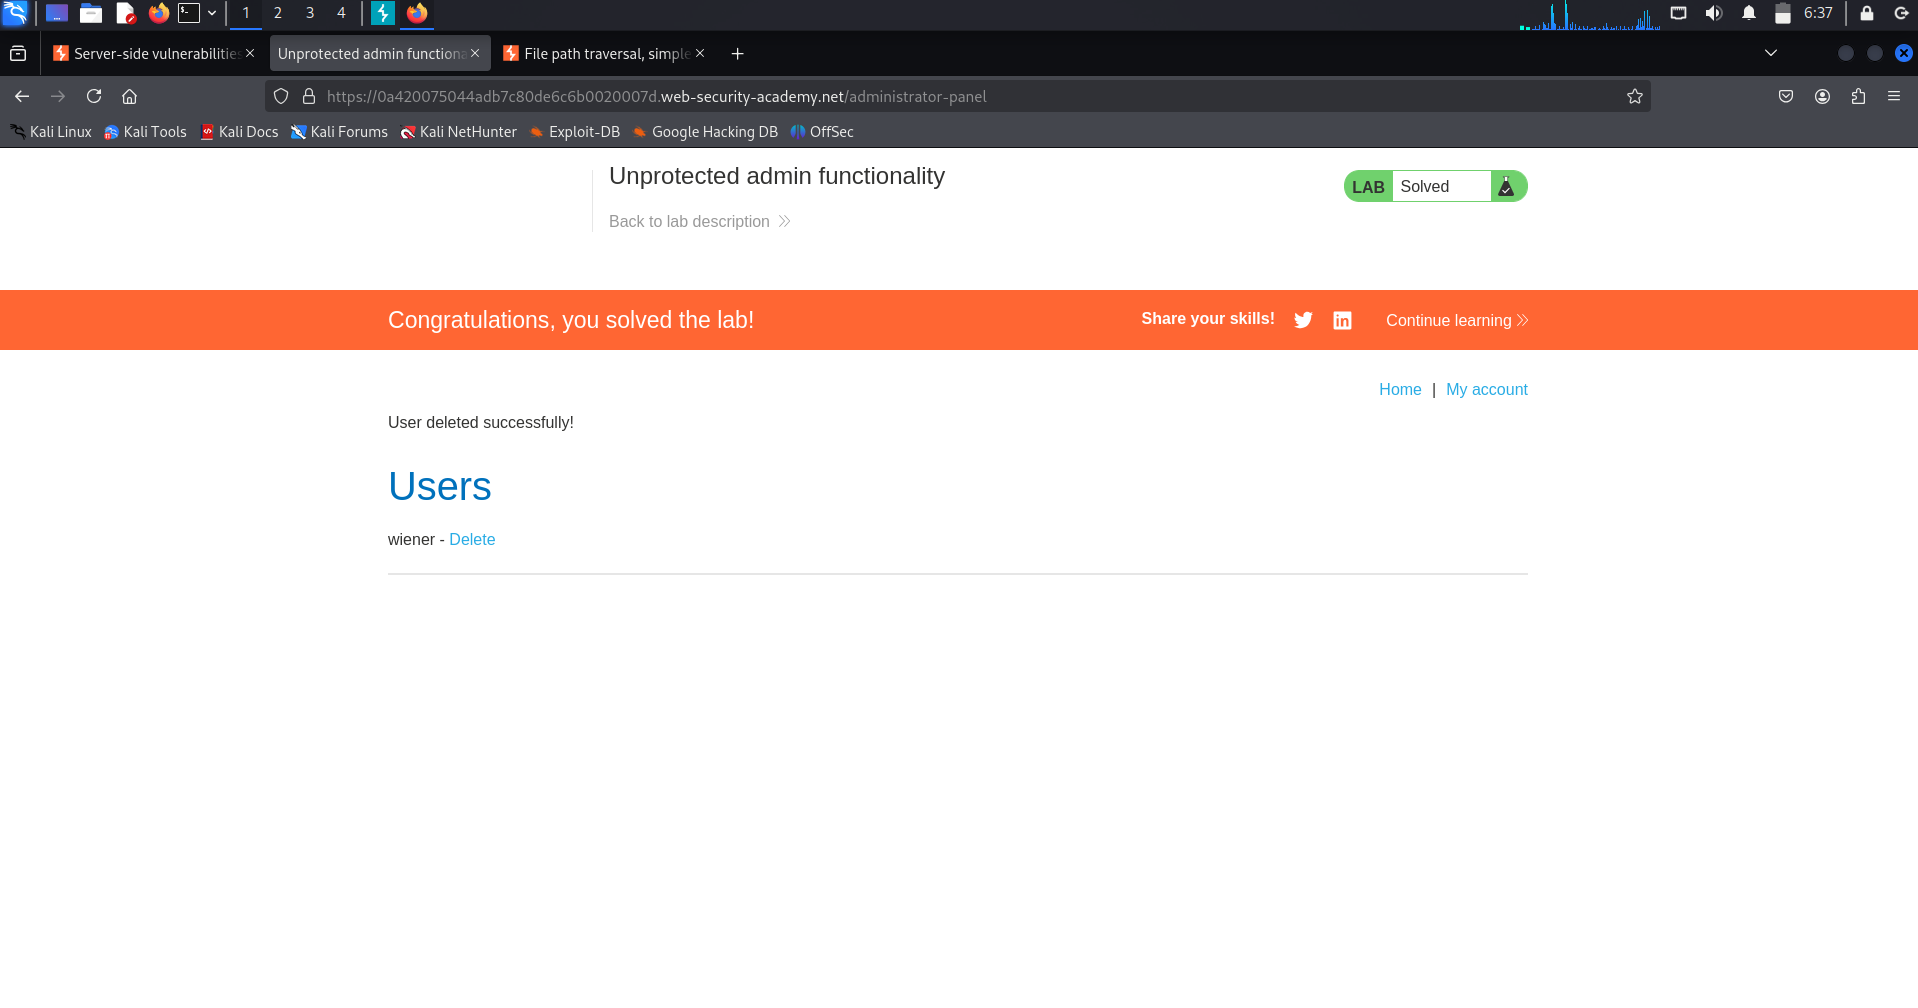 1 2 3 4 6:37
Server-side vulnerabilities Unprotected admin functiona File path traversal, simple
https://0a420075044adb7c80de6c6b0020007d.web-security-academy.net/administrator-panel
Kali Linux Kali Tools Kali Docs Kali Forums Kali NetHunter Exploit-DB Google Hacking DB OffSec
Unprotected admin functionality
LAB Solved
Back to lab description
Congratulations, you solved the lab! Share your skills! Continue learning
Home | My account
User deleted successfully!
Users
wiener - Delete